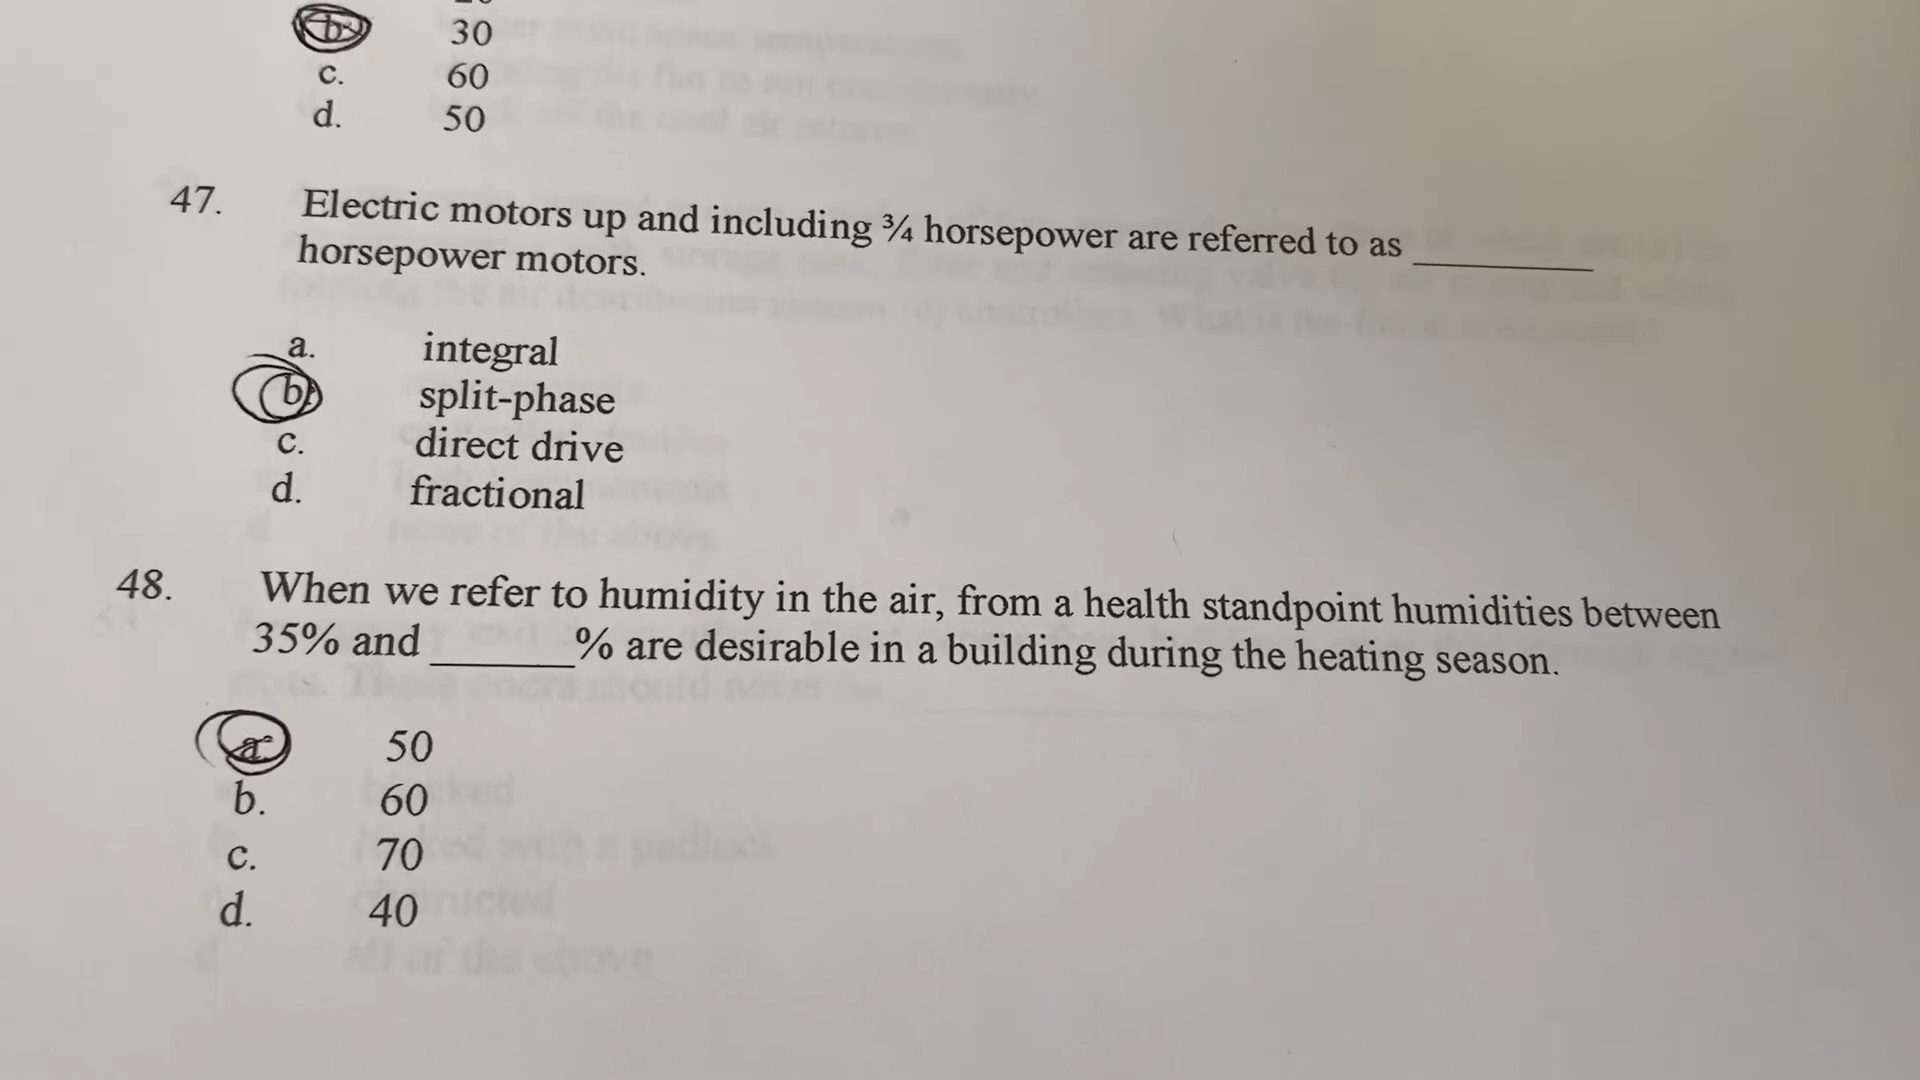 b. 30
c. 60
d. 50
47. Electric motors up and including ¾ horsepower are referred to as ________
horsepower motors.
a. integral
b. split-phase
c. direct drive
d. fractional
48. When we refer to humidity in the air, from a health standpoint humidities between
35% and ______% are desirable in a building during the heating season.
a. 50
b. 60
c. 70
d. 40